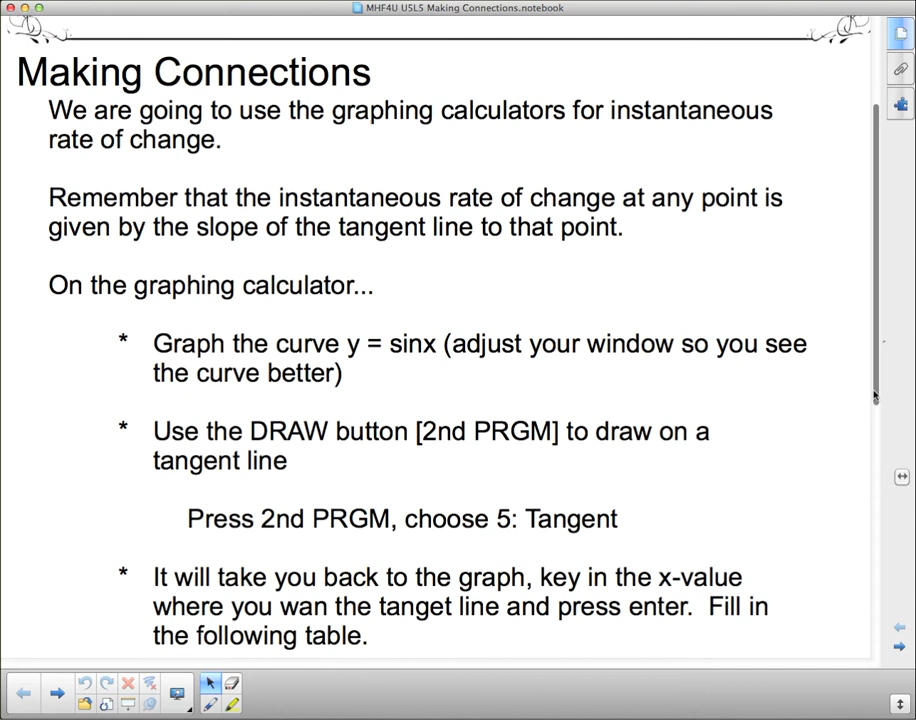 MHF4U U5L5 Making Connections.notebook
Making Connections
We are going to use the graphing calculators for instantaneous
rate of change.
Remember that the instantaneous rate of change at any point is
given by the slope of the tangent line to that point.
On the graphing calculator...
* Graph the curve y = sinx (adjust your window so you see
the curve better)
* Use the DRAW button [2nd PRGM] to draw on a
tangent line
Press 2nd PRGM, choose 5: Tangent
* It will take you back to the graph, key in the x-value
where you wan the tanget line and press enter.  Fill in
the following table.